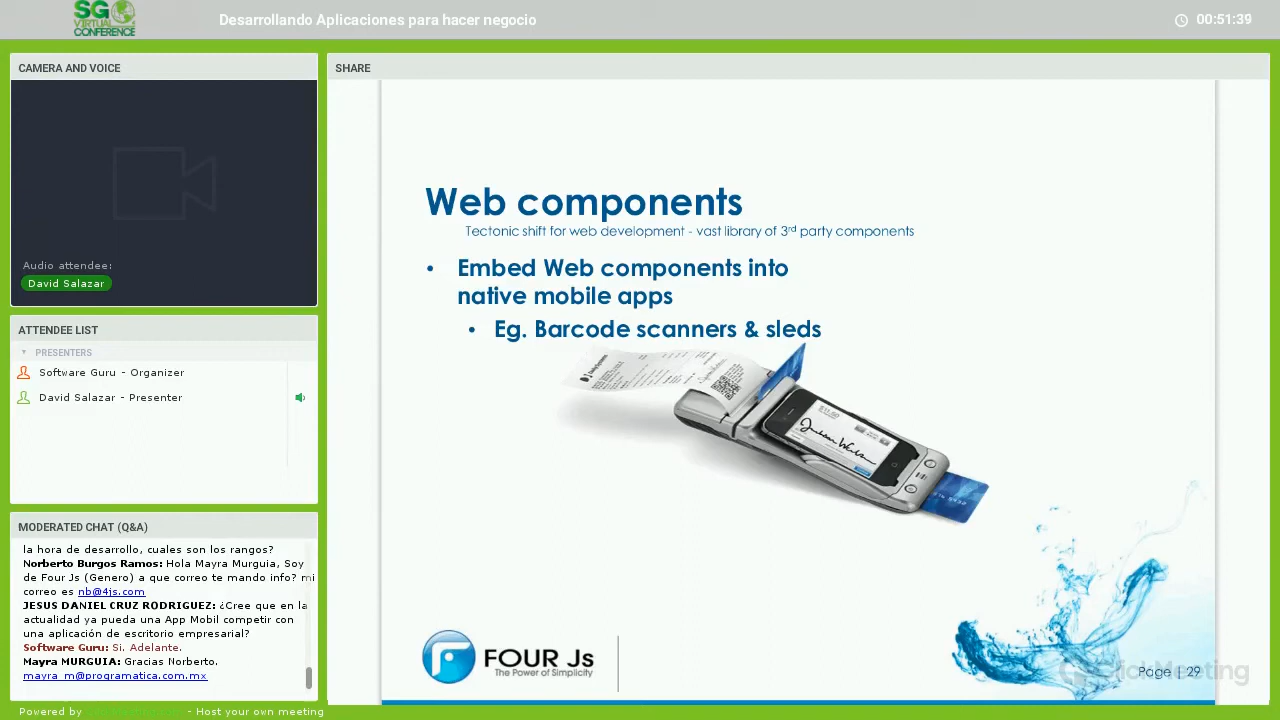 SG
VIRTUAL
CONFERENCE
Desarrollando Aplicaciones para hacer negocio
00:51:39
CAMERA AND VOICE
Audio attendee:
David Salazar
ATTENDEE LIST
PRESENTERS
Software Guru - Organizer
David Salazar - Presenter
MODERATED CHAT (Q&A)
la hora de desarrollo, cuales son los rangos?
Norberto Burgos Ramos: Hola Mayra Murguia, Soy
de Four Js (Genero) a que correo te mando info? mi
correo es nb@4js.com
JESUS DANIEL CRUZ RODRIGUEZ: ¿Cree que en la
actualidad ya pueda una App Mobil competir con
una aplicación de escritorio empresarial?
Software Guru: Si. Adelante.
Mayra MURGUIA: Gracias Norberto.
mayra_m@programatica.com.mx
Powered by - Host your own meeting
SHARE
Web components
Tectonic shift for web development - vast library of 3rd party components
• Embed Web components into
native mobile apps
• Eg. Barcode scanners & sleds
FOUR Js
The Power of Simplicity
Page | 29
ClickMeeting